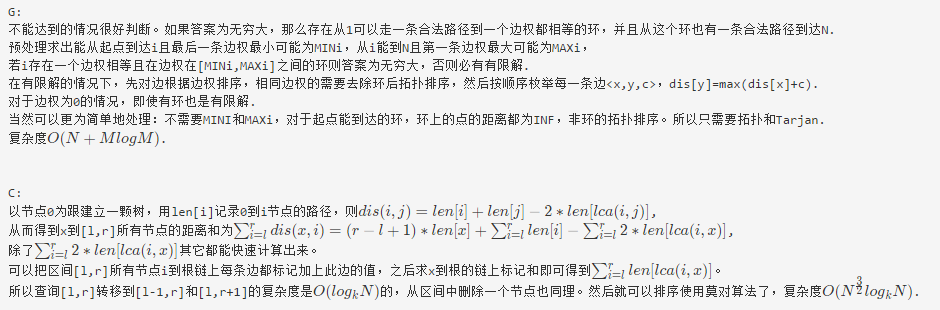 G:
不能达到的情况很好判断。如果答案为无穷大，那么存在从1可以走一条合法路径到一个边权都相等的环，并且从这个环也有一条合法路径到达N.
预处理求出能从起点到达i且最后一条边权最小可能为MINi，从i能到N且第一条边权最大可能为MAXi，
若i存在一个边权相等且在边权在[MINi,MAXi]之间的环则答案为无穷大，否则必有有限解.
在有限解的情况下，先对边根据边权排序，相同边权的需要去除环后拓扑排序，然后按顺序枚举每一条边<x,y,c>，dis[y]=max(dis[x]+c).
对于边权为0的情况，即使有环也是有限解.
当然可以更为简单地处理：不需要MINI和MAXi，对于起点能到达的环，环上的点的距离都为INF，非环的拓扑排序。所以只需要拓扑和Tarjan.
复杂度O(N + MlogM).
C:
以节点0为跟建立一颗树，用len[i]记录0到i节点的路径，则dis(i, j) = len[i] + len[j] − 2 * len[lca(i, j)],
从而得到x到[l,r]所有节点的距离和为∑_{i=l}^{r} dis(x, i) = (r − l + 1) * len[x] + ∑_{i=l}^{r} len[i] − ∑_{i=l}^{r} 2 * len[lca(i, x)],
除了∑_{i=l}^{r} 2 * len[lca(i, x)]其它都能快速计算出来。
可以把区间[l,r]所有节点i到根链上每条边都标记加上此边的值，之后求x到根的链上标记和即可得到∑_{i=l}^{r} len[lca(i, x)]。
所以查询[l,r]转移到[l-1,r]和[l,r+1]的复杂度是O(log_k N)的，从区间中删除一个节点也同理。然后就可以排序使用莫对算法了，复杂度O(N^{3/2} log_k N).